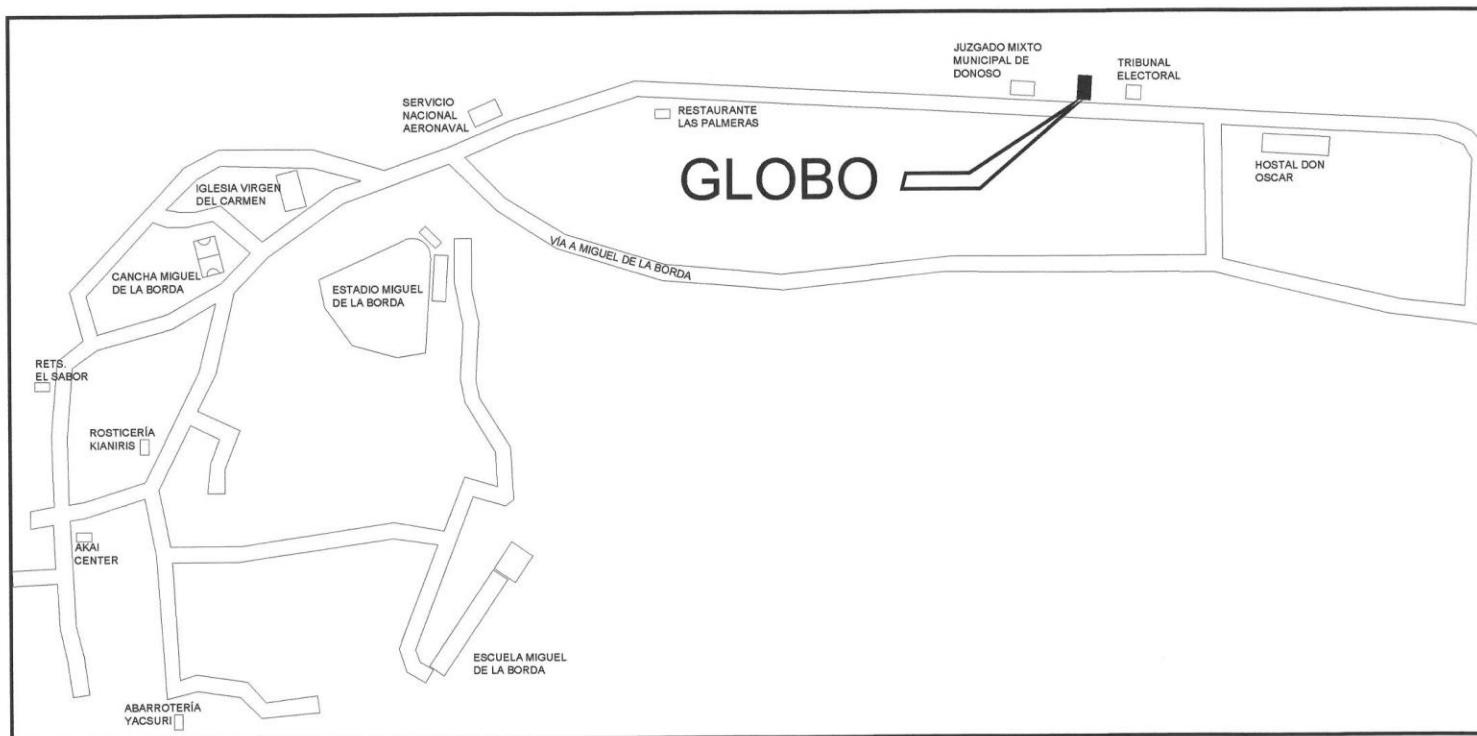 JUZGADO MIXTO
MUNICIPAL DE
DONOSO
TRIBUNAL
ELECTORAL
SERVICIO
NACIONAL
AERONAVAL
RESTAURANTE
LAS PALMERAS
HOSTAL DON
OSCAR
GLOBO
IGLESIA VIRGEN
DEL CARMEN
VÍA A MIGUEL DE LA BORDA
CANCHA MIGUEL
DE LA BORDA
ESTADIO MIGUEL
DE LA BORDA
RETS.
EL SABOR
ROSTICERÍA
KIANIRIS
AKAI
CENTER
ESCUELA MIGUEL
DE LA BORDA
ABARROTERÍA
YACSURI